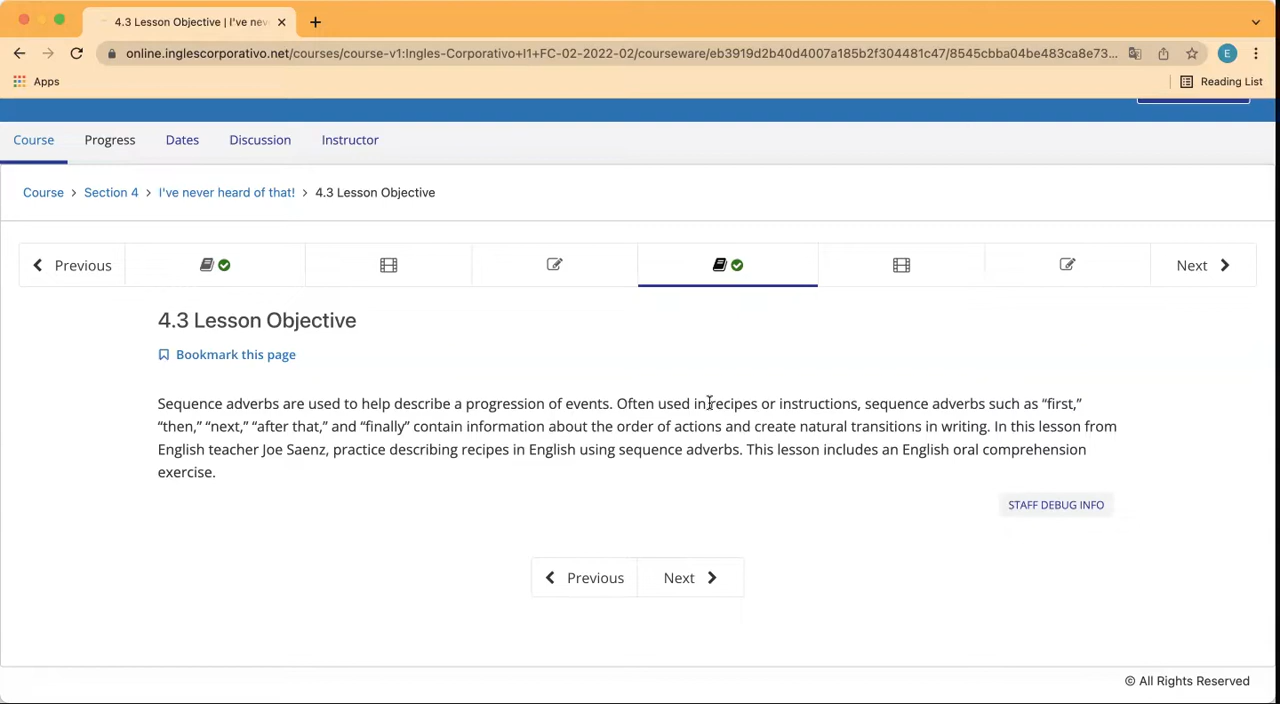 4.3 Lesson Objective | I've nev
online.inglescorporativo.net/courses/course-v1:Ingles-Corporativo+I1+FC-02-2022-02/courseware/eb3919d2b40d4007a185b2f304481c47/8545cbba04be483ca8e73...
E
Apps
Reading List
Course Progress Dates Discussion Instructor
Course > Section 4 > I've never heard of that! > 4.3 Lesson Objective
Previous Next
4.3 Lesson Objective
Bookmark this page
Sequence adverbs are used to help describe a progression of events. Often used in recipes or instructions, sequence adverbs such as “first,”
“then,” “next,” “after that,” and “finally” contain information about the order of actions and create natural transitions in writing. In this lesson from
English teacher Joe Saenz, practice describing recipes in English using sequence adverbs. This lesson includes an English oral comprehension
exercise.
STAFF DEBUG INFO
Previous Next
© All Rights Reserved